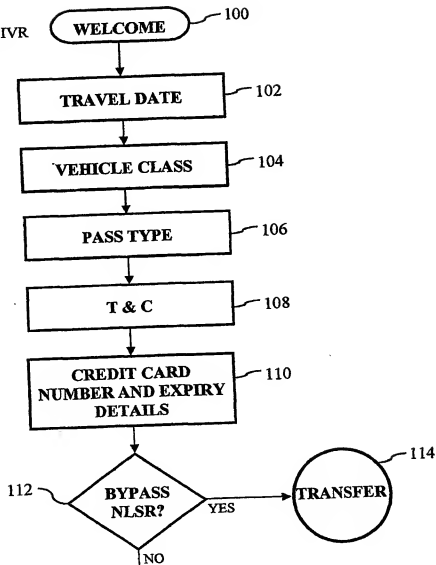 IVR
WELCOME
100
TRAVEL DATE
102
VEHICLE CLASS
104
PASS TYPE
106
T & C
108
CREDIT CARD
NUMBER AND EXPIRY
DETAILS
110
112
BYPASS
NLSR?
YES
TRANSFER
114
NO